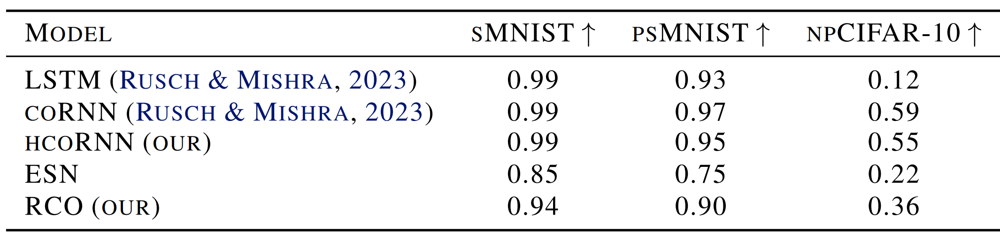 MODEL sMNIST ↑ psMNIST ↑ npCIFAR-10 ↑
LSTM (RUSCH & MISHRA, 2023) 0.99 0.93 0.12
coRNN (RUSCH & MISHRA, 2023) 0.99 0.97 0.59
hcoRNN (OUR) 0.99 0.95 0.55
ESN 0.85 0.75 0.22
RCO (OUR) 0.94 0.90 0.36